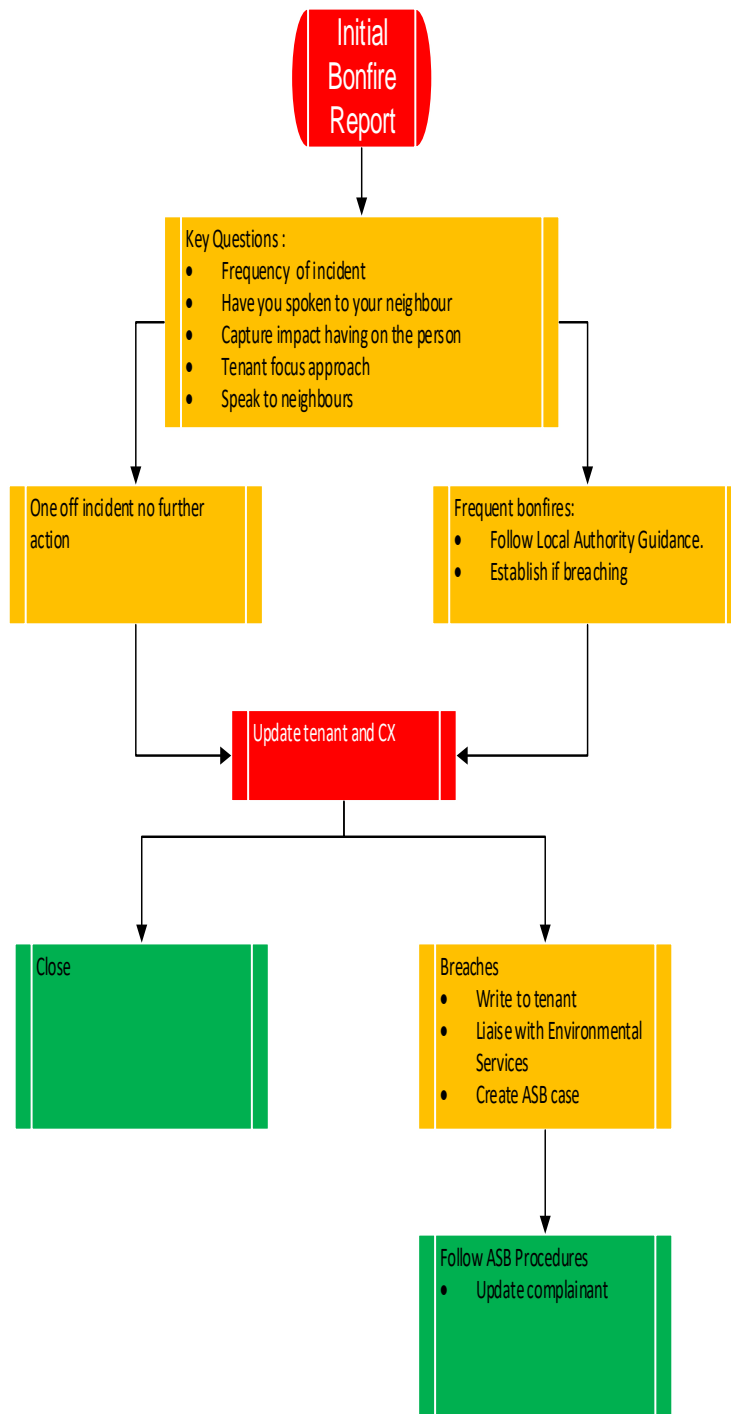 Initial
Bonfire
Report
Key Questions :
• Frequency of incident
• Have you spoken to your neighbour
• Capture impact having on the person
• Tenant focus approach
• Speak to neighbours
One off incident no further
action
Frequent bonfires:
• Follow Local Authority Guidance.
• Establish if breaching
Update tenant and CX
Close
Breaches
• Write to tenant
• Liaise with Environmental
Services
• Create ASB case
Follow ASB Procedures
• Update complainant